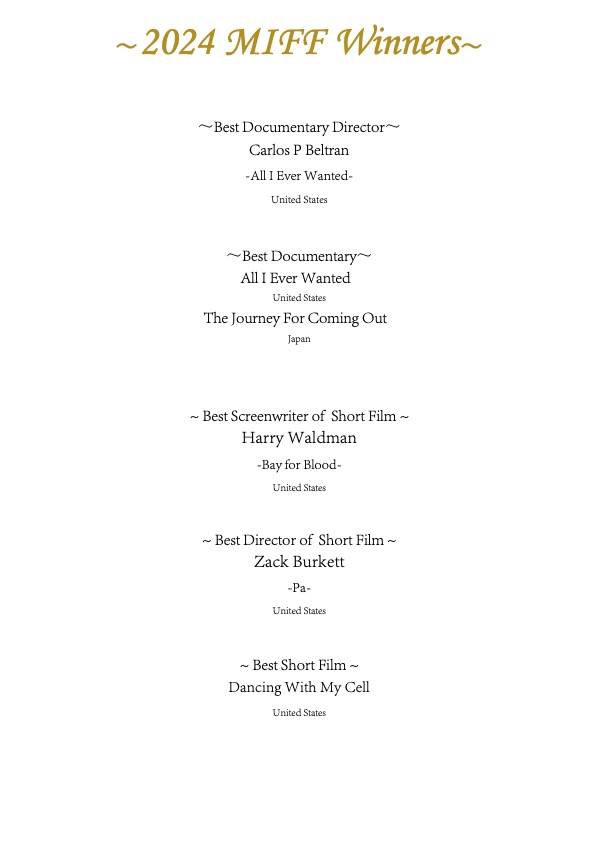 ~2024 MIFF Winners~
~Best Documentary Director~
Carlos P Beltran
-All I Ever Wanted-
United States
~Best Documentary~
All I Ever Wanted
United States
The Journey For Coming Out
Japan
~ Best Screenwriter of Short Film ~
Harry Waldman
-Bay for Blood-
United States
~ Best Director of Short Film ~
Zack Burkett
-Pa-
United States
~ Best Short Film ~
Dancing With My Cell
United States